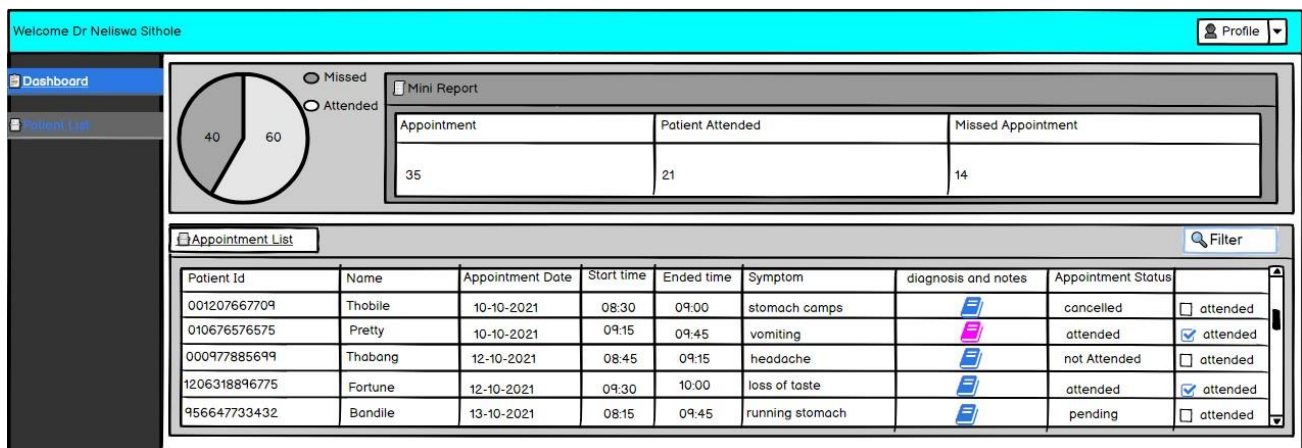 Welcome Dr Neliswa Sithole
Profile
Dashboard
Patient List
Missed
Attended
40
60
Mini Report
Appointment Patient Attended Missed Appointment
35 21 14
Appointment List
Filter
Patient Id Name Appointment Date Start time Ended time Symptom diagnosis and notes Appointment Status
001207667709 Thobile 10-10-2021 08:30 09:00 stomach camps cancelled attended
010676576575 Pretty 10-10-2021 09:15 09:45 vomiting attended attended
000977885699 Thabang 12-10-2021 08:45 09:15 headache not Attended attended
1206318896775 Fortune 12-10-2021 09:30 10:00 loss of taste attended attended
956647733432 Bandile 13-10-2021 08:15 09:45 running stomach pending attended